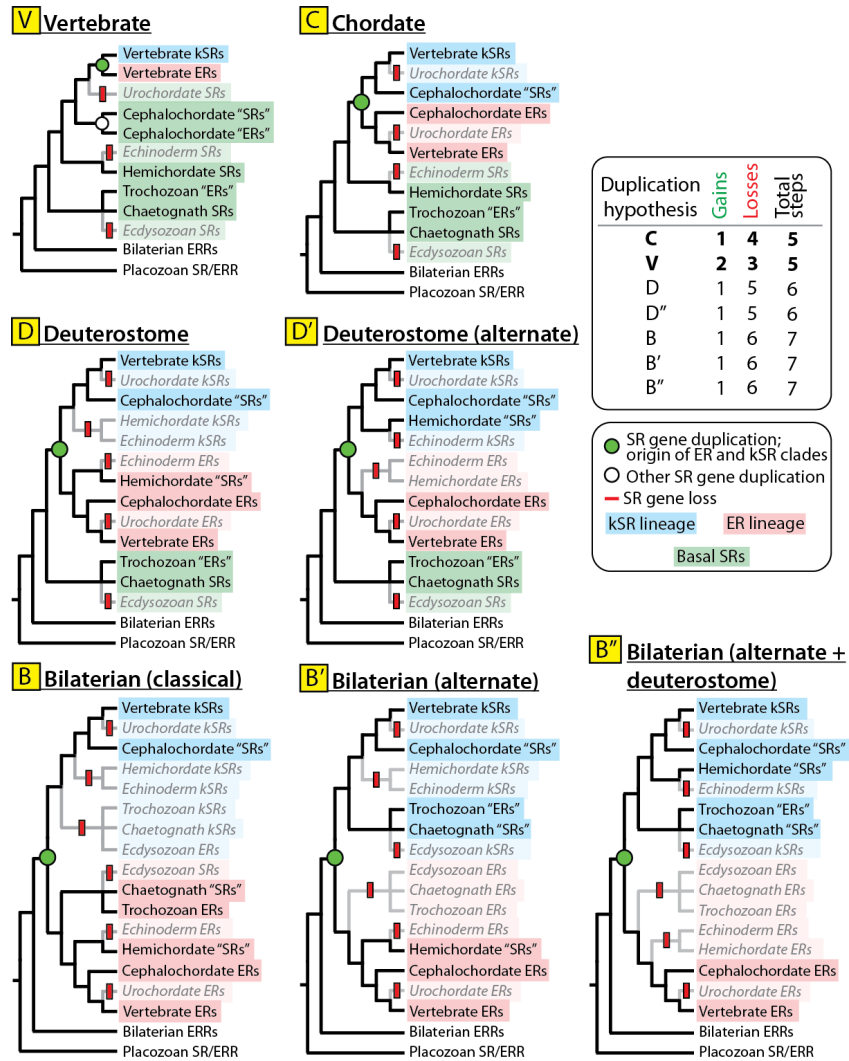 V Vertebrate
Vertebrate kSRs
Vertebrate ERs
Urochordate SRs
Cephalochordate “SRs”
Cephalochordate “ERs”
Echinoderm SRs
Hemichordate SRs
Trochozoan “ERs”
Chaetognath SRs
Ecdysozoan SRs
Bilaterian ERRs
Placozoan SR/ERR
C Chordate
Vertebrate kSRs
Urochordate kSRs
Cephalochordate “SRs”
Cephalochordate ERs
Urochordate ERs
Vertebrate ERs
Echinoderm SRs
Hemichordate SRs
Trochozoan “ERs”
Chaetognath SRs
Ecdysozoan SRs
Bilaterian ERRs
Placozoan SR/ERR
Duplication hypothesis Gains Losses Total steps
C 1 4 5
V 2 3 5
D 1 5 6
D″ 1 5 6
B 1 6 7
B′ 1 6 7
B″ 1 6 7
SR gene duplication;
origin of ER and kSR clades
Other SR gene duplication
SR gene loss
kSR lineage ER lineage
Basal SRs
D Deuterostome
Vertebrate kSRs
Urochordate kSRs
Cephalochordate “SRs”
Hemichordate kSRs
Echinoderm kSRs
Echinoderm ERs
Hemichordate “SRs”
Cephalochordate ERs
Urochordate ERs
Vertebrate ERs
Trochozoan “ERs”
Chaetognath SRs
Ecdysozoan SRs
Bilaterian ERRs
Placozoan SR/ERR
D′ Deuterostome (alternate)
Vertebrate kSRs
Urochordate kSRs
Cephalochordate “SRs”
Hemichordate “SRs”
Echinoderm kSRs
Echinoderm ERs
Hemichordate ERs
Cephalochordate ERs
Urochordate ERs
Vertebrate ERs
Trochozoan “ERs”
Chaetognath SRs
Ecdysozoan SRs
Bilaterian ERRs
Placozoan SR/ERR
B Bilaterian (classical)
Vertebrate kSRs
Urochordate kSRs
Cephalochordate “SRs”
Hemichordate kSRs
Echinoderm kSRs
Trochozoan kSRs
Chaetognath kSRs
Ecdysozoan ERs
Ecdysozoan SRs
Chaetognath “SRs”
Trochozoan ERs
Echinoderm ERs
Hemichordate “SRs”
Cephalochordate ERs
Urochordate ERs
Vertebrate ERs
Bilaterian ERRs
Placozoan SR/ERR
B′ Bilaterian (alternate)
Vertebrate kSRs
Urochordate kSRs
Cephalochordate “SRs”
Hemichordate kSRs
Echinoderm kSRs
Trochozoan “ERs”
Chaetognath “SRs”
Ecdysozoan kSRs
Ecdysozoan ERs
Chaetognath ERs
Trochozoan ERs
Echinoderm ERs
Hemichordate “SRs”
Cephalochordate ERs
Urochordate ERs
Vertebrate ERs
Bilaterian ERRs
Placozoan SR/ERR
B″ Bilaterian (alternate +
deuterostome)
Vertebrate kSRs
Urochordate kSRs
Cephalochordate “SRs”
Hemichordate “SRs”
Echinoderm kSRs
Trochozoan “ERs”
Chaetognath “SRs”
Ecdysozoan kSRs
Ecdysozoan ERs
Chaetognath ERs
Trochozoan ERs
Echinoderm ERs
Hemichordate ERs
Cephalochordate ERs
Urochordate ERs
Vertebrate ERs
Bilaterian ERRs
Placozoan SR/ERR